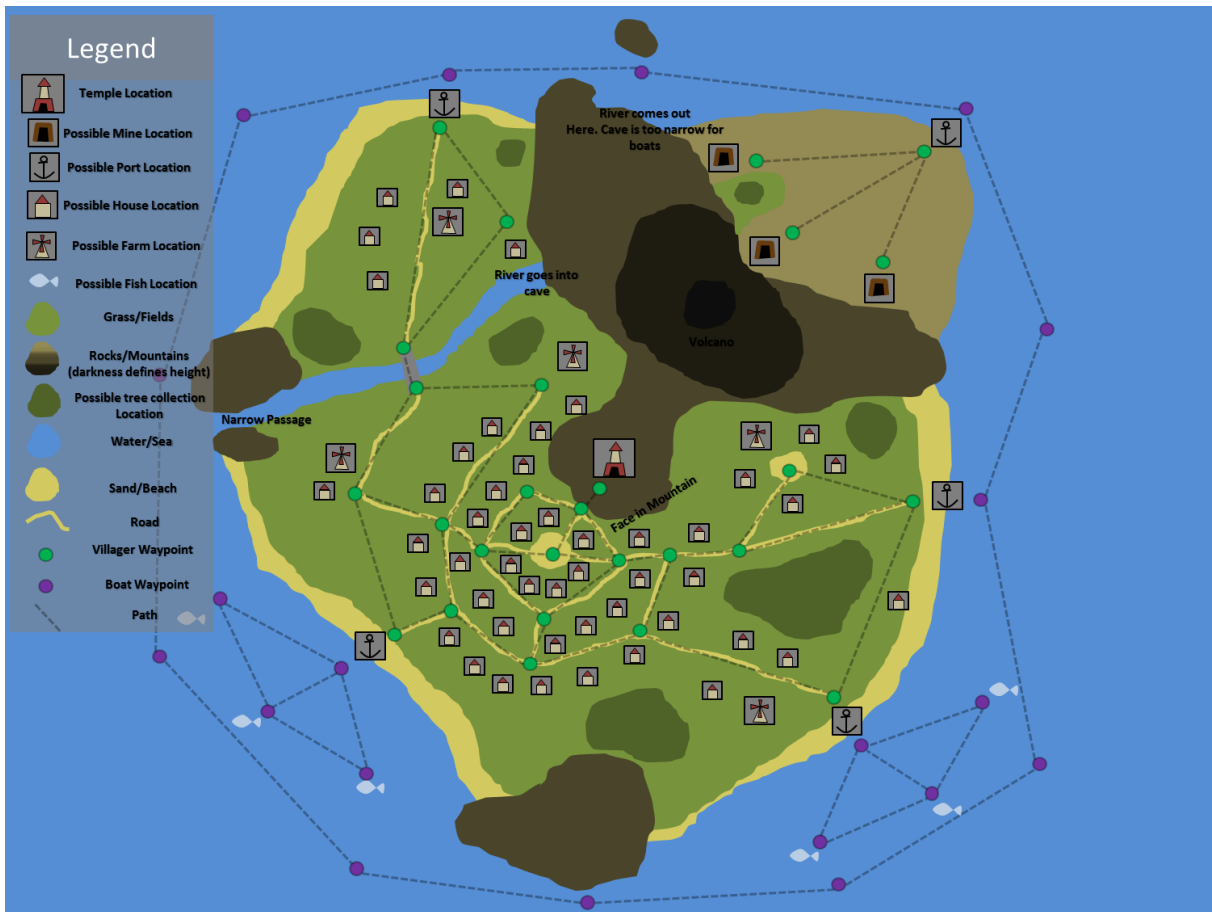 Legend
Temple Location
Possible Mine Location
Possible Port Location
Possible House Location
Possible Farm Location
Possible Fish Location
Grass/Fields
Rocks/Mountains
(darkness defines height)
Possible tree collection
Location
Water/Sea
Sand/Beach
Road
Villager Waypoint
Boat Waypoint
Path
River comes out
Here. Cave is too narrow for
boats
River goes into
cave
Volcano
Narrow Passage
Face in Mountain